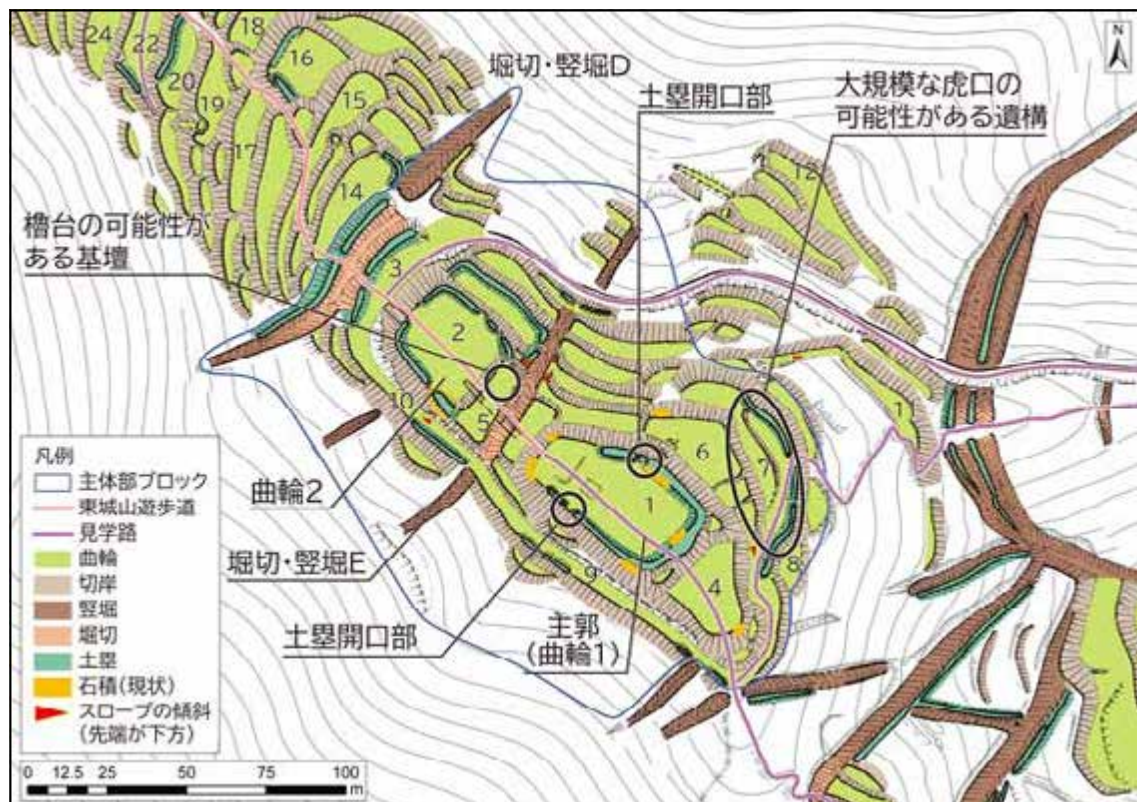 24
22
18
16
20
19
15
17
14
堀切・竪堀D
土塁開口部
大規模な虎口の
可能性がある遺構
N
12
櫓台の可能性が
ある基壇
3
2
10
5
6
7
1
1
9
4
8
曲輪2
堀切・竪堀E
土塁開口部
主郭
(曲輪1)
凡例
主体部ブロック
東城山遊歩道
見学路
曲輪
切岸
竪堀
堀切
土塁
石積(現状)
スロープの傾斜
(先端が下方)
0 12.5 25 50 75 100
m